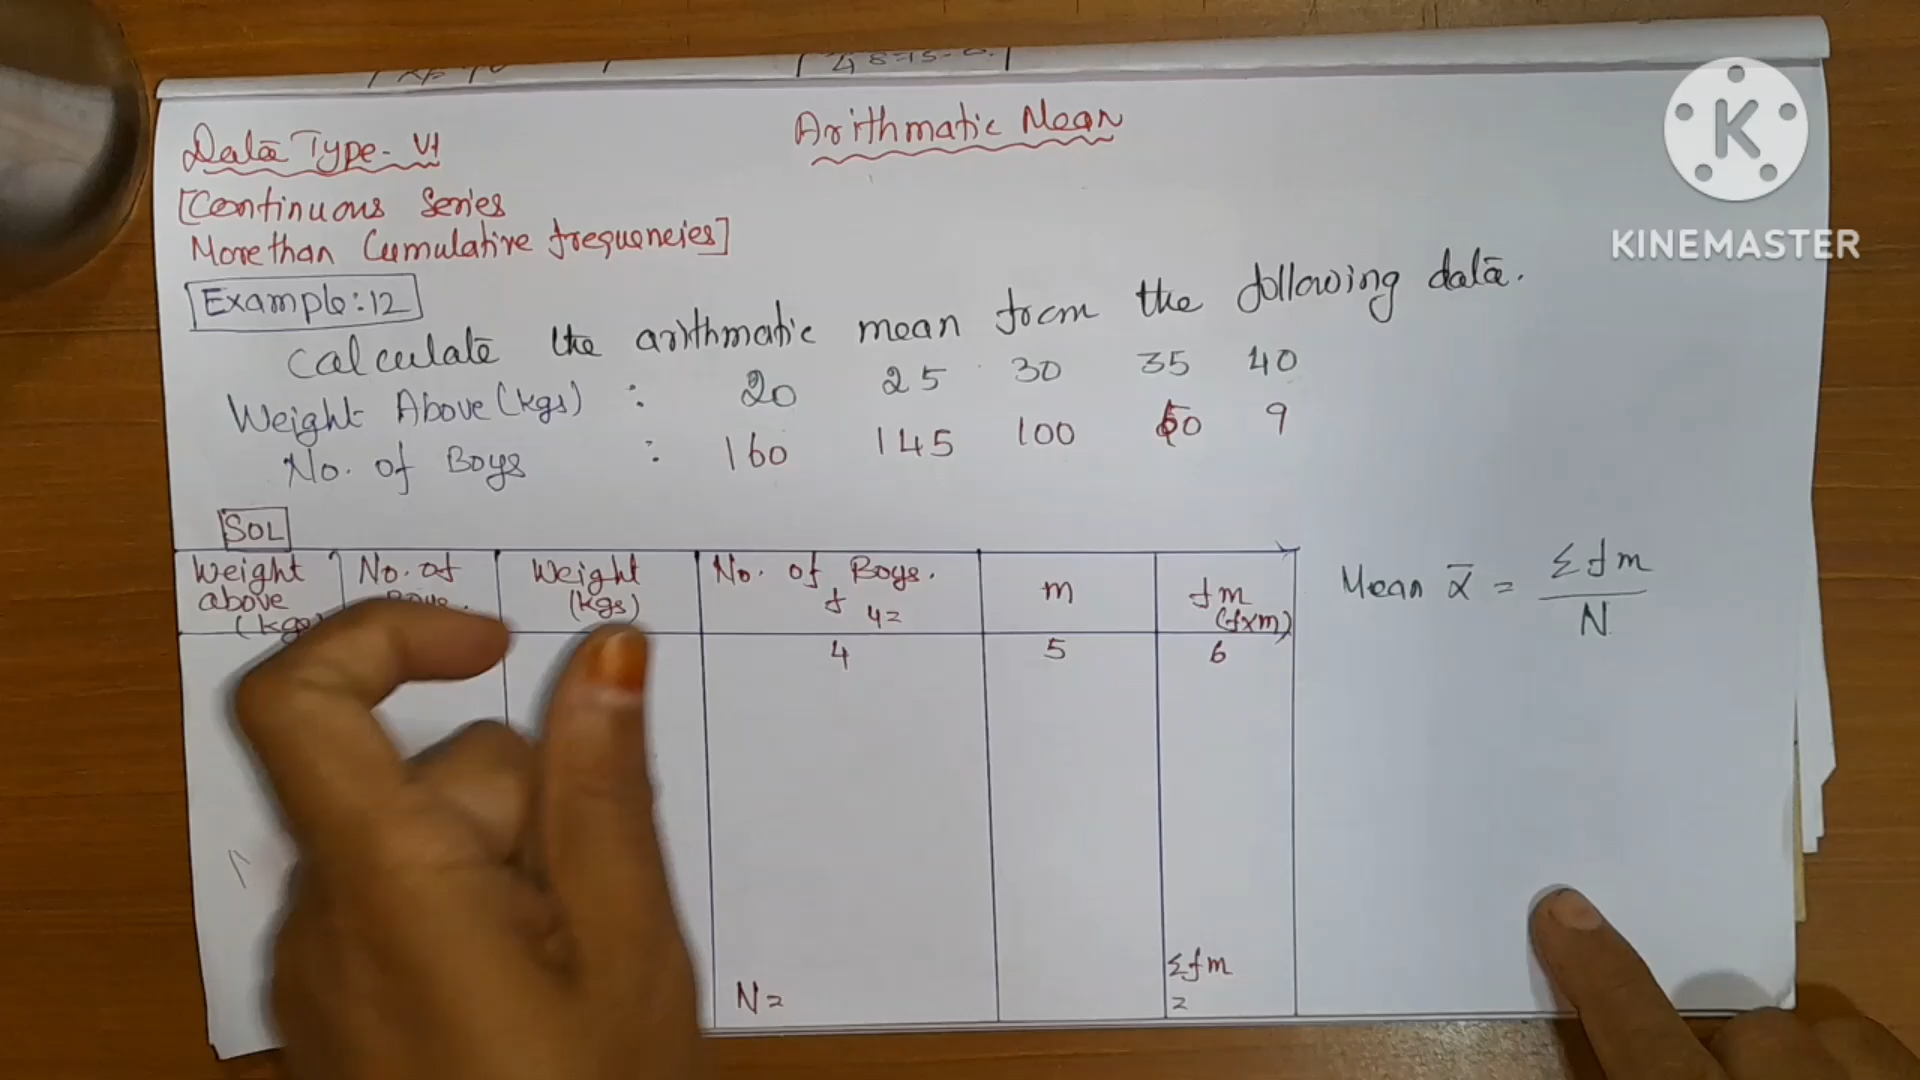 Arithmatic Mean
Data Type - VI
[Continuous Series
More than Cumulative frequencies]
Example:12
Calculate the arithmatic mean from the following data.
Weight Above (kgs) : 20 25 30 35 40
No. of Boys : 160 145 100 50 9
SOL
Weight above (kgs) No. of Boys. Weight (kgs) No. of Boys. f m fm (f×m)
4 5 6
Mean x̄ = Σfm / N
N =
Σfm =
K
KINEMASTER